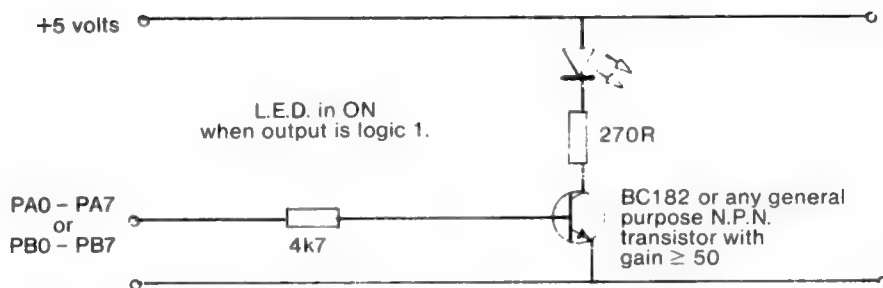 +5 volts
L.E.D. in ON
when output is logic 1.
270R
PA0 – PA7
or
PB0 – PB7
4k7
BC182 or any general
purpose N.P.N.
transistor with
gain ≥ 50